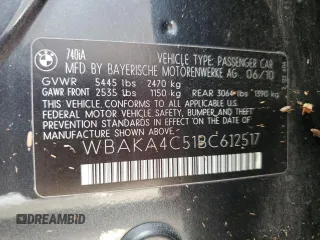 740iA
VEHICLE TYPE: PASSENGER CAR
MFD BY BAYERISCHE MOTORENWERKE AG 06/10
GVWR 5445 lbs 2470 kg
GAWR FRONT 2535 lbs 1150 kg REAR 3064 lbs 1390 kg
THIS VEHICLE CONFORMS TO ALL APPLICABLE U.S.
FEDERAL MOTOR VEHICLE SAFETY, BUMPER, AND
THEFT PREVENTION STANDARDS IN EFFECT ON THE
DATE OF MANUFACTURE SHOWN ABOVE.
WBAKA4C51BC612517
DREAMBID